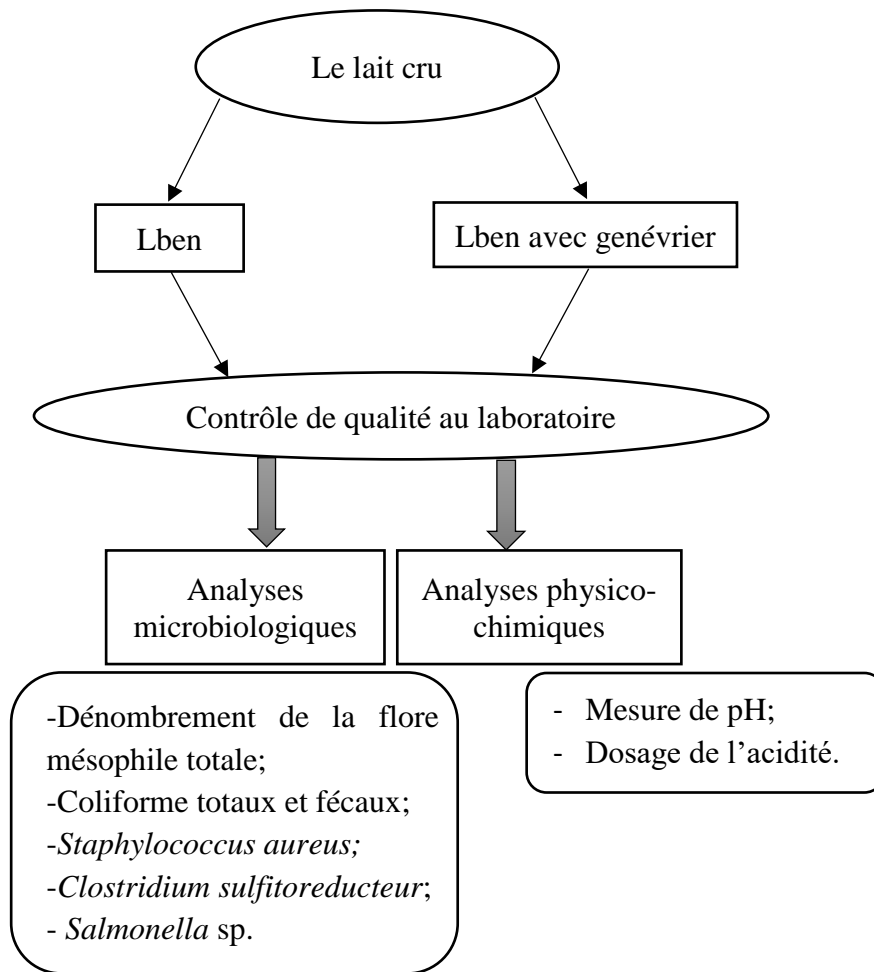 Le lait cru
Lben
Lben avec genévrier
Contrôle de qualité au laboratoire
Analyses
microbiologiques
Analyses physico-
chimiques
-Dénombrement de la flore
mésophile totale;
-Coliforme totaux et fécaux;
-Staphylococcus aureus;
-Clostridium sulfitoreducteur;
- Salmonella sp.
- Mesure de pH;
- Dosage de l’acidité.